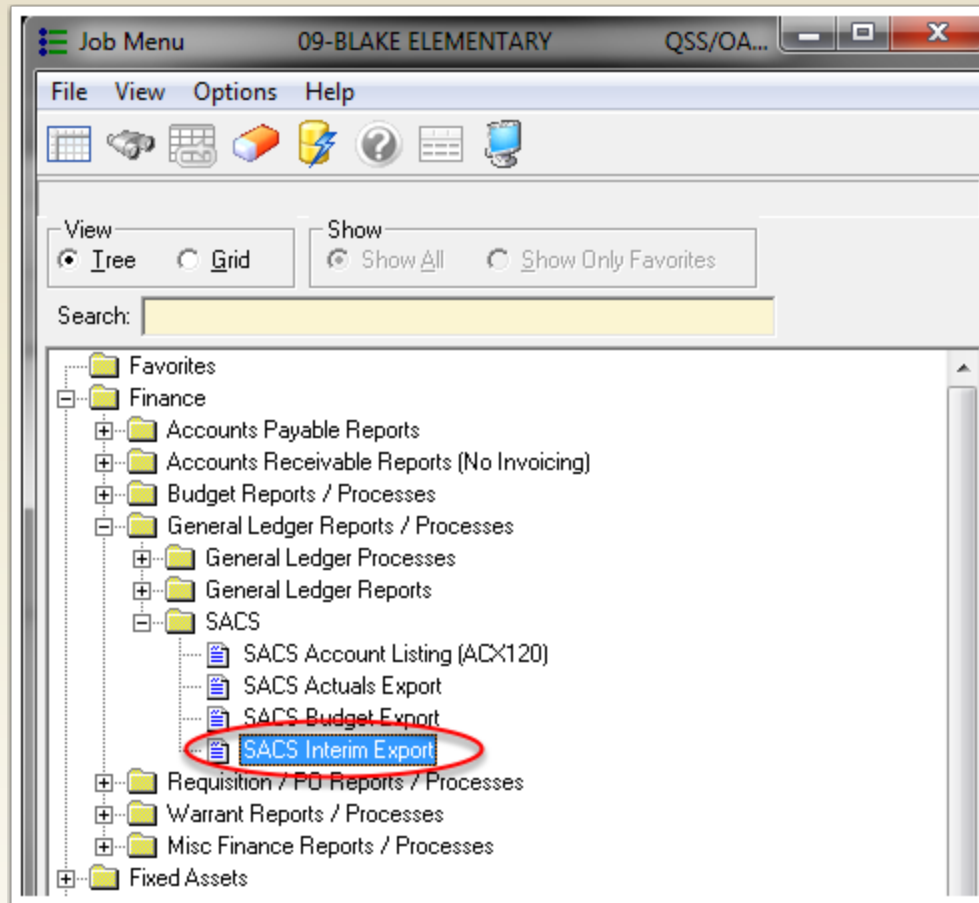 Job Menu 09-BLAKE ELEMENTARY QSS/OA...
File View Options Help
View Show
Tree Grid Show All Show Only Favorites
Search:
Favorites
Finance
Accounts Payable Reports
Accounts Receivable Reports (No Invoicing)
Budget Reports / Processes
General Ledger Reports / Processes
General Ledger Processes
General Ledger Reports
SACS
SACS Account Listing (ACX120)
SACS Actuals Export
SACS Budget Export
SACS Interim Export
Requisition / PO Reports / Processes
Warrant Reports / Processes
Misc Finance Reports / Processes
Fixed Assets